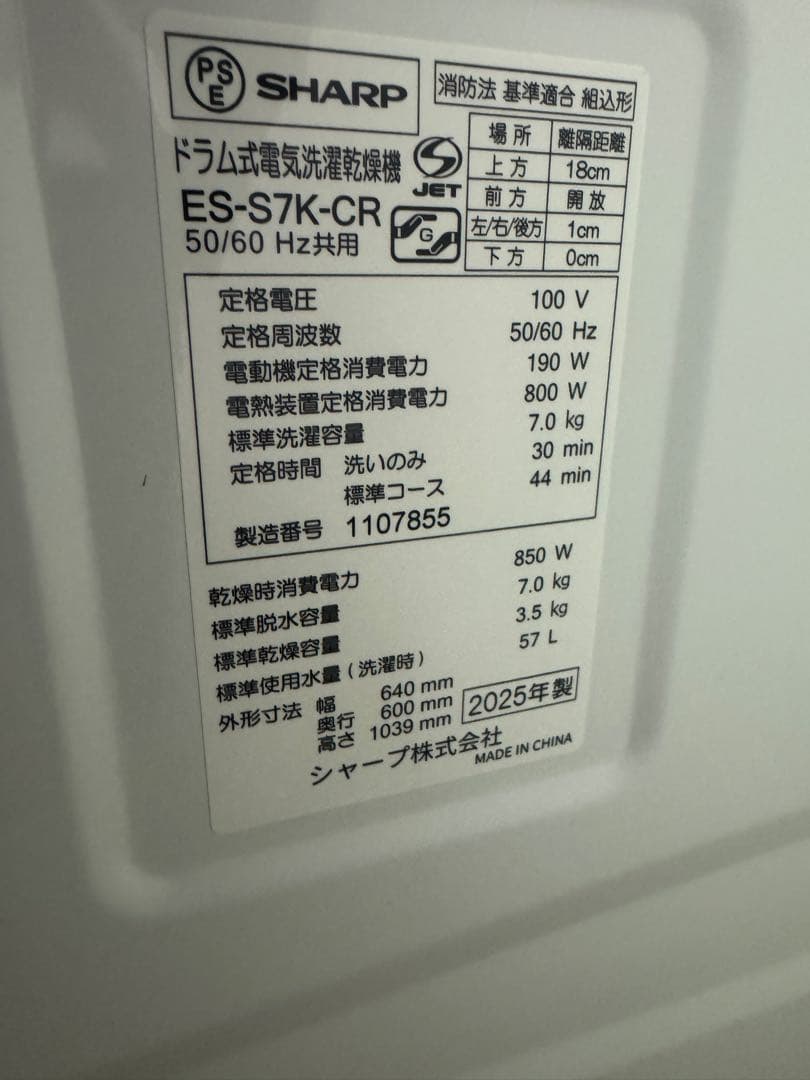 PSE SHARP
消防法 基準適合 組込形
ドラム式電気洗濯乾燥機
ES-S7K-CR
50/60 Hz共用
S JET
G
場所 離隔距離
上方 18cm
前方 開放
左/右/後方 1cm
下方 0cm
定格電圧 100 V
定格周波数 50/60 Hz
電動機定格消費電力 190 W
電熱装置定格消費電力 800 W
標準洗濯容量 7.0 kg
定格時間 洗いのみ 30 min
標準コース 44 min
製造番号 1107855
乾燥時消費電力 850 W
標準脱水容量 7.0 kg
標準乾燥容量 3.5 kg
標準使用水量(洗濯時) 57 L
外形寸法 幅 640 mm
奥行 600 mm
高さ 1039 mm
2025年製
シャープ株式会社
MADE IN CHINA